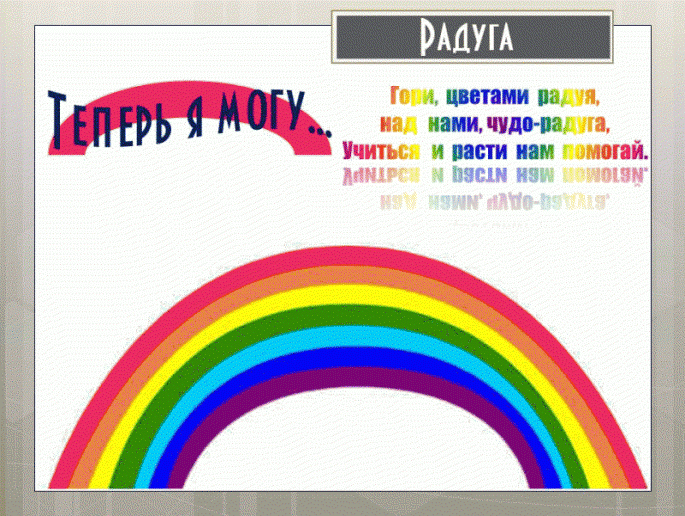 Радуга
Теперь я могу...
Гори, цветами радуя,
над нами, чудо-радуга,
Учиться и расти нам помогай.